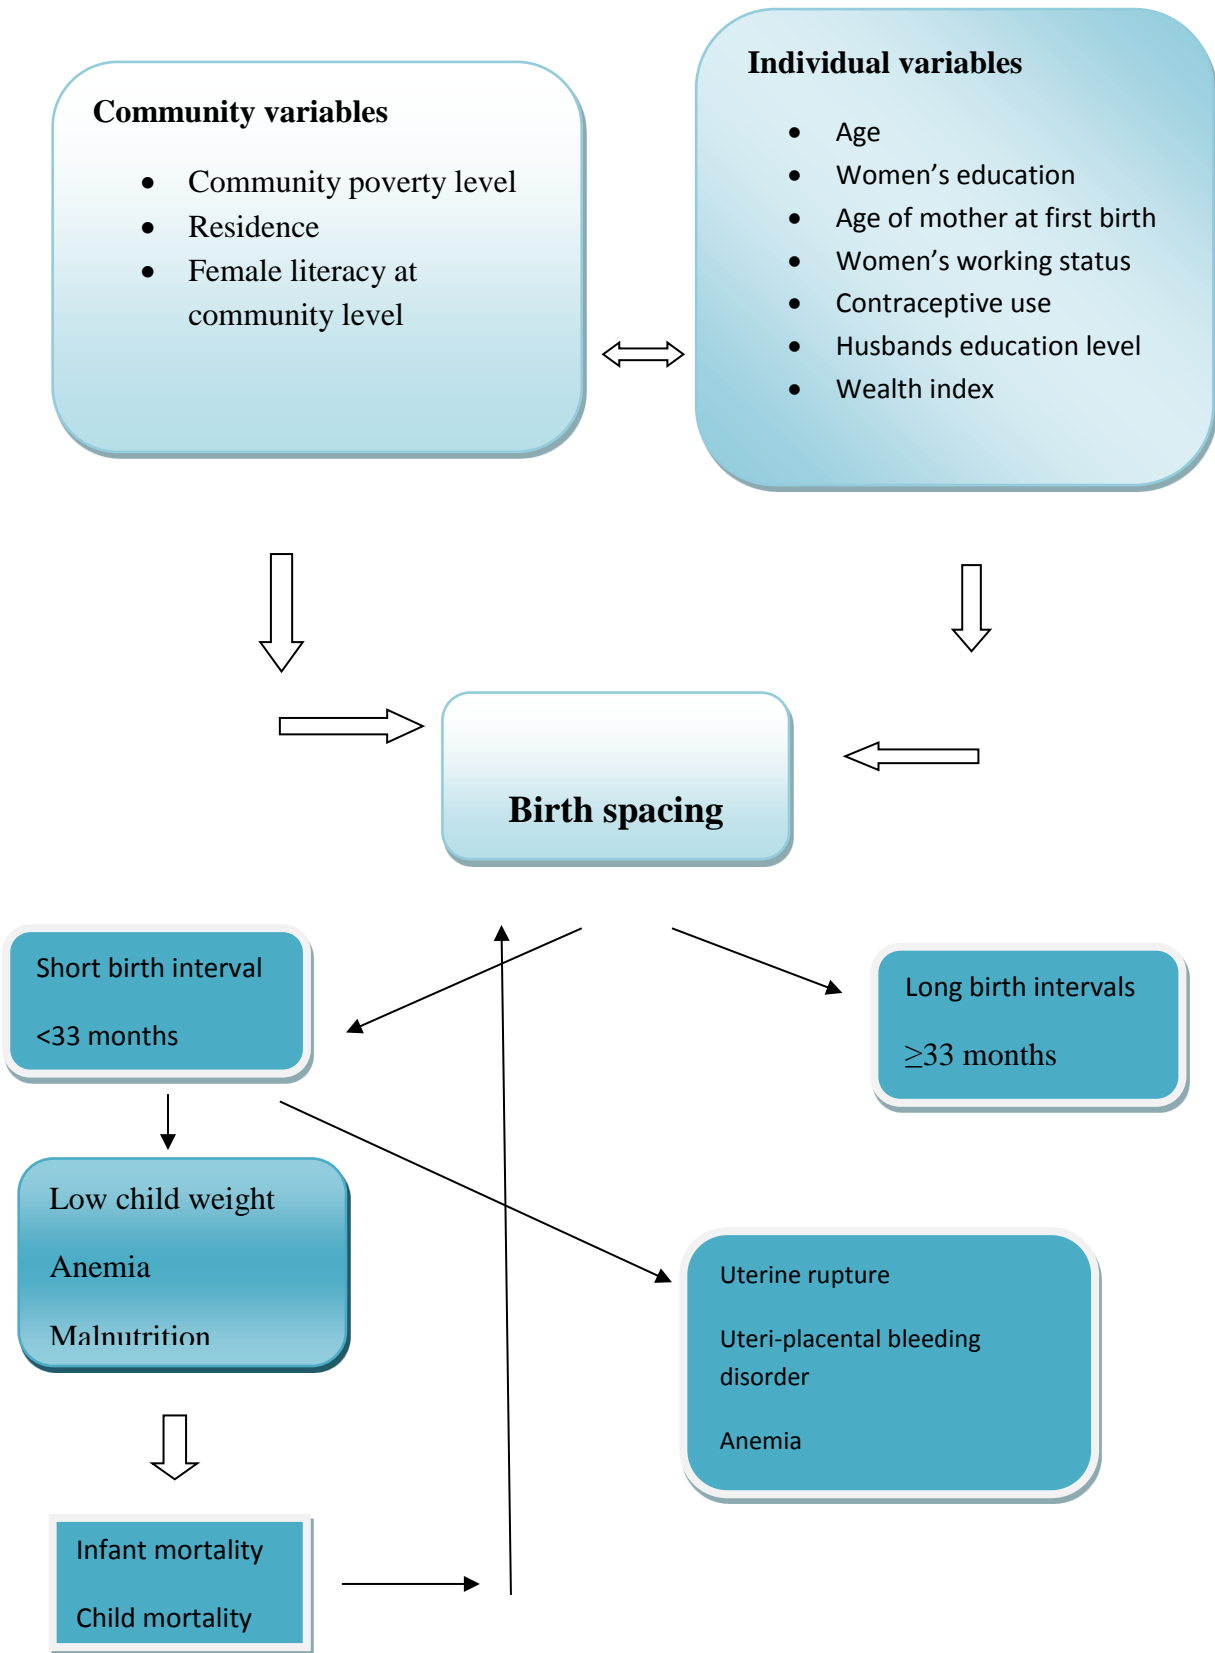 Community variables
• Community poverty level
• Residence
• Female literacy at
community level
Individual variables
• Age
• Women’s education
• Age of mother at first birth
• Women’s working status
• Contraceptive use
• Husbands education level
• Wealth index
Birth spacing
Short birth interval
<33 months
Long birth intervals
≥33 months
Low child weight
Anemia
Malnutrition
Uterine rupture
Uteri-placental bleeding
disorder
Anemia
Infant mortality
Child mortality